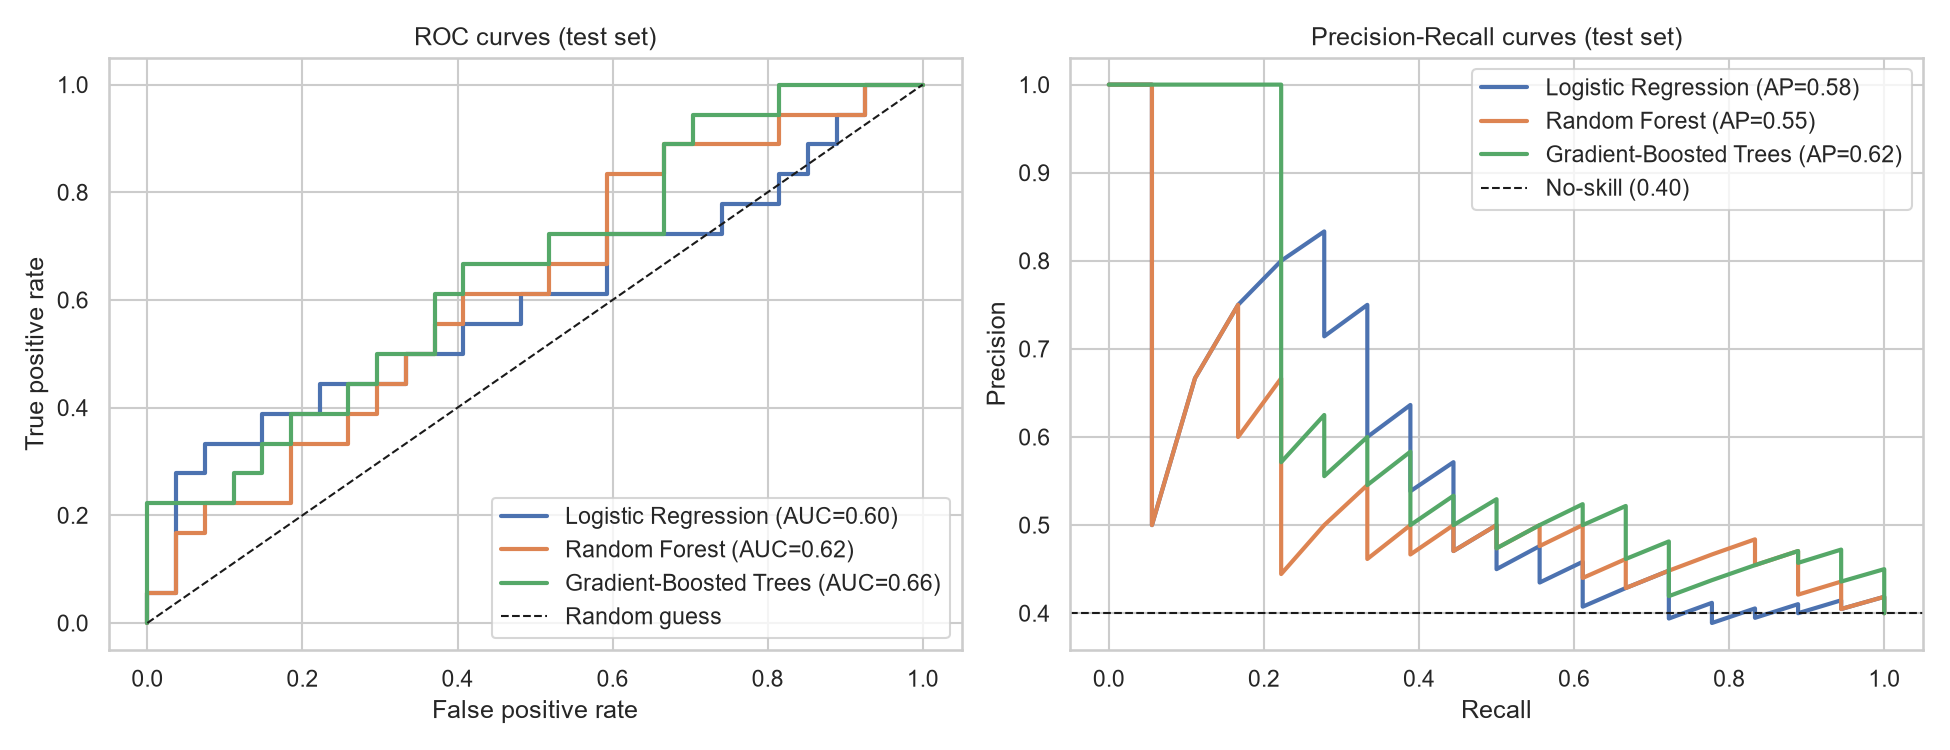 ROC curves (test set)
1.0
0.8
0.6
0.4
0.2
0.0
True positive rate
0.0 0.2 0.4 0.6 0.8 1.0
False positive rate
Logistic Regression (AUC=0.60)
Random Forest (AUC=0.62)
Gradient-Boosted Trees (AUC=0.66)
Random guess
Precision-Recall curves (test set)
1.0
0.9
0.8
0.7
0.6
0.5
0.4
Precision
0.0 0.2 0.4 0.6 0.8 1.0
Recall
Logistic Regression (AP=0.58)
Random Forest (AP=0.55)
Gradient-Boosted Trees (AP=0.62)
No-skill (0.40)